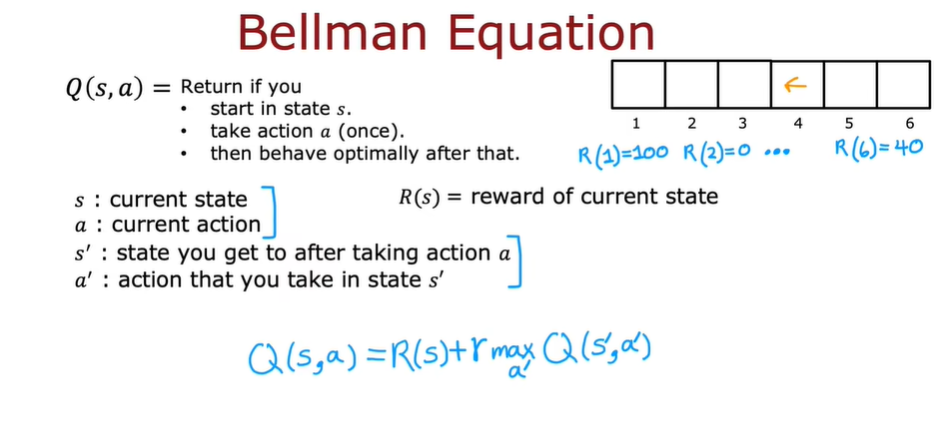 Bellman Equation
Q(s, a) = Return if you
• start in state s.
• take action a (once).
• then behave optimally after that.
←
1 2 3 4 5 6
R(1)=100 R(2)=0 ... R(6)=40
s : current state
R(s) = reward of current state
a : current action
s′ : state you get to after taking action a
a′ : action that you take in state s′
Q(s,a) = R(s)+γ max Q(s′,a′)
a′